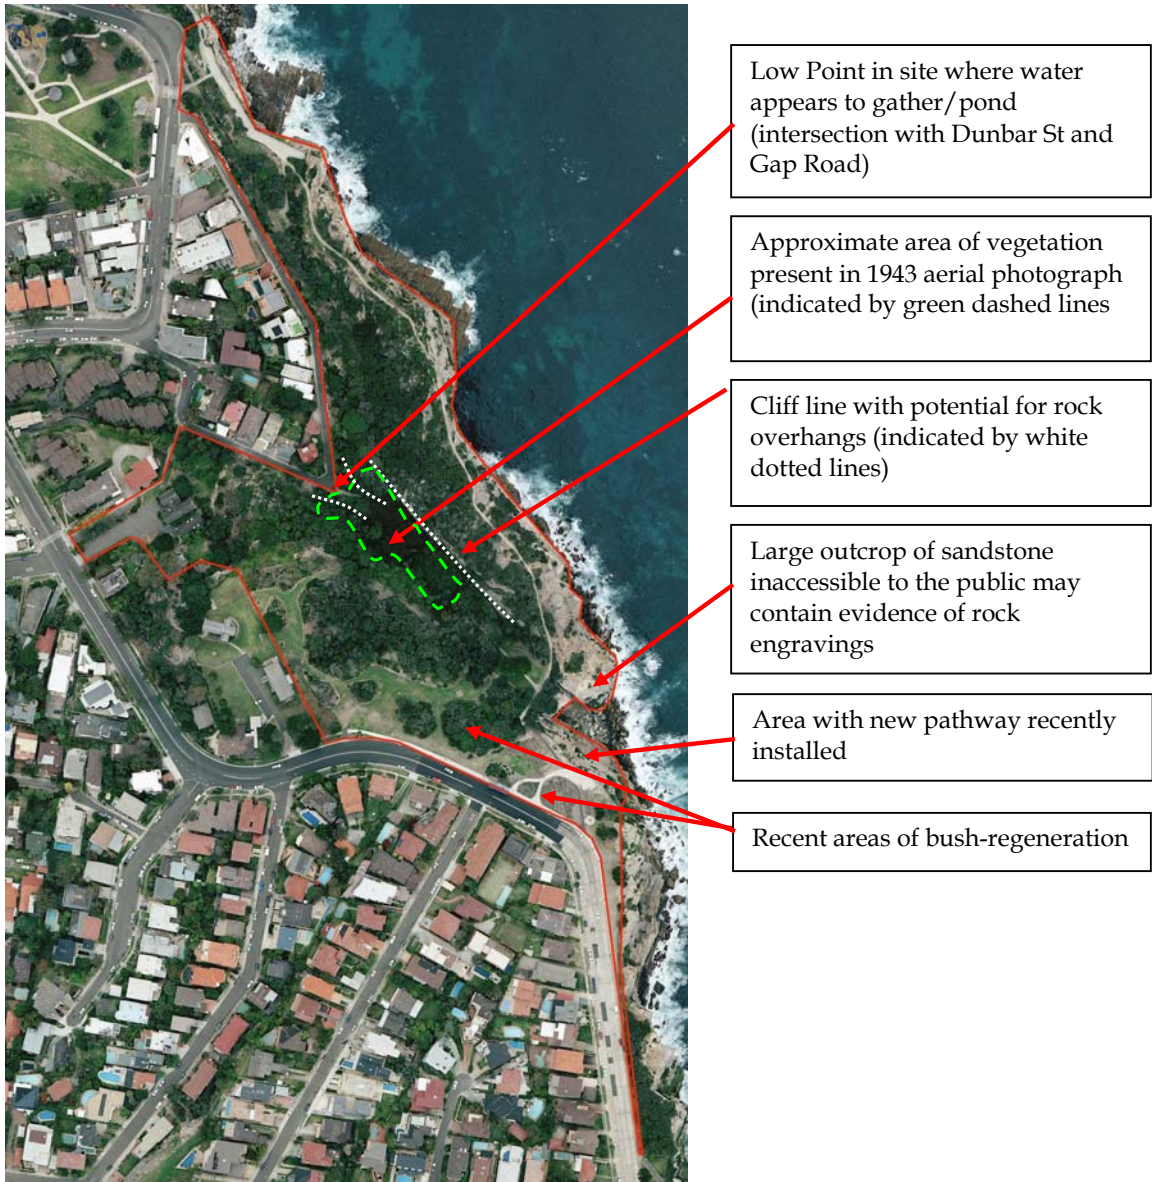 Low Point in site where water
appears to gather/pond
(intersection with Dunbar St and
Gap Road)
Approximate area of vegetation
present in 1943 aerial photograph
(indicated by green dashed lines
Cliff line with potential for rock
overhangs (indicated by white
dotted lines)
Large outcrop of sandstone
inaccessible to the public may
contain evidence of rock
engravings
Area with new pathway recently
installed
Recent areas of bush-regeneration